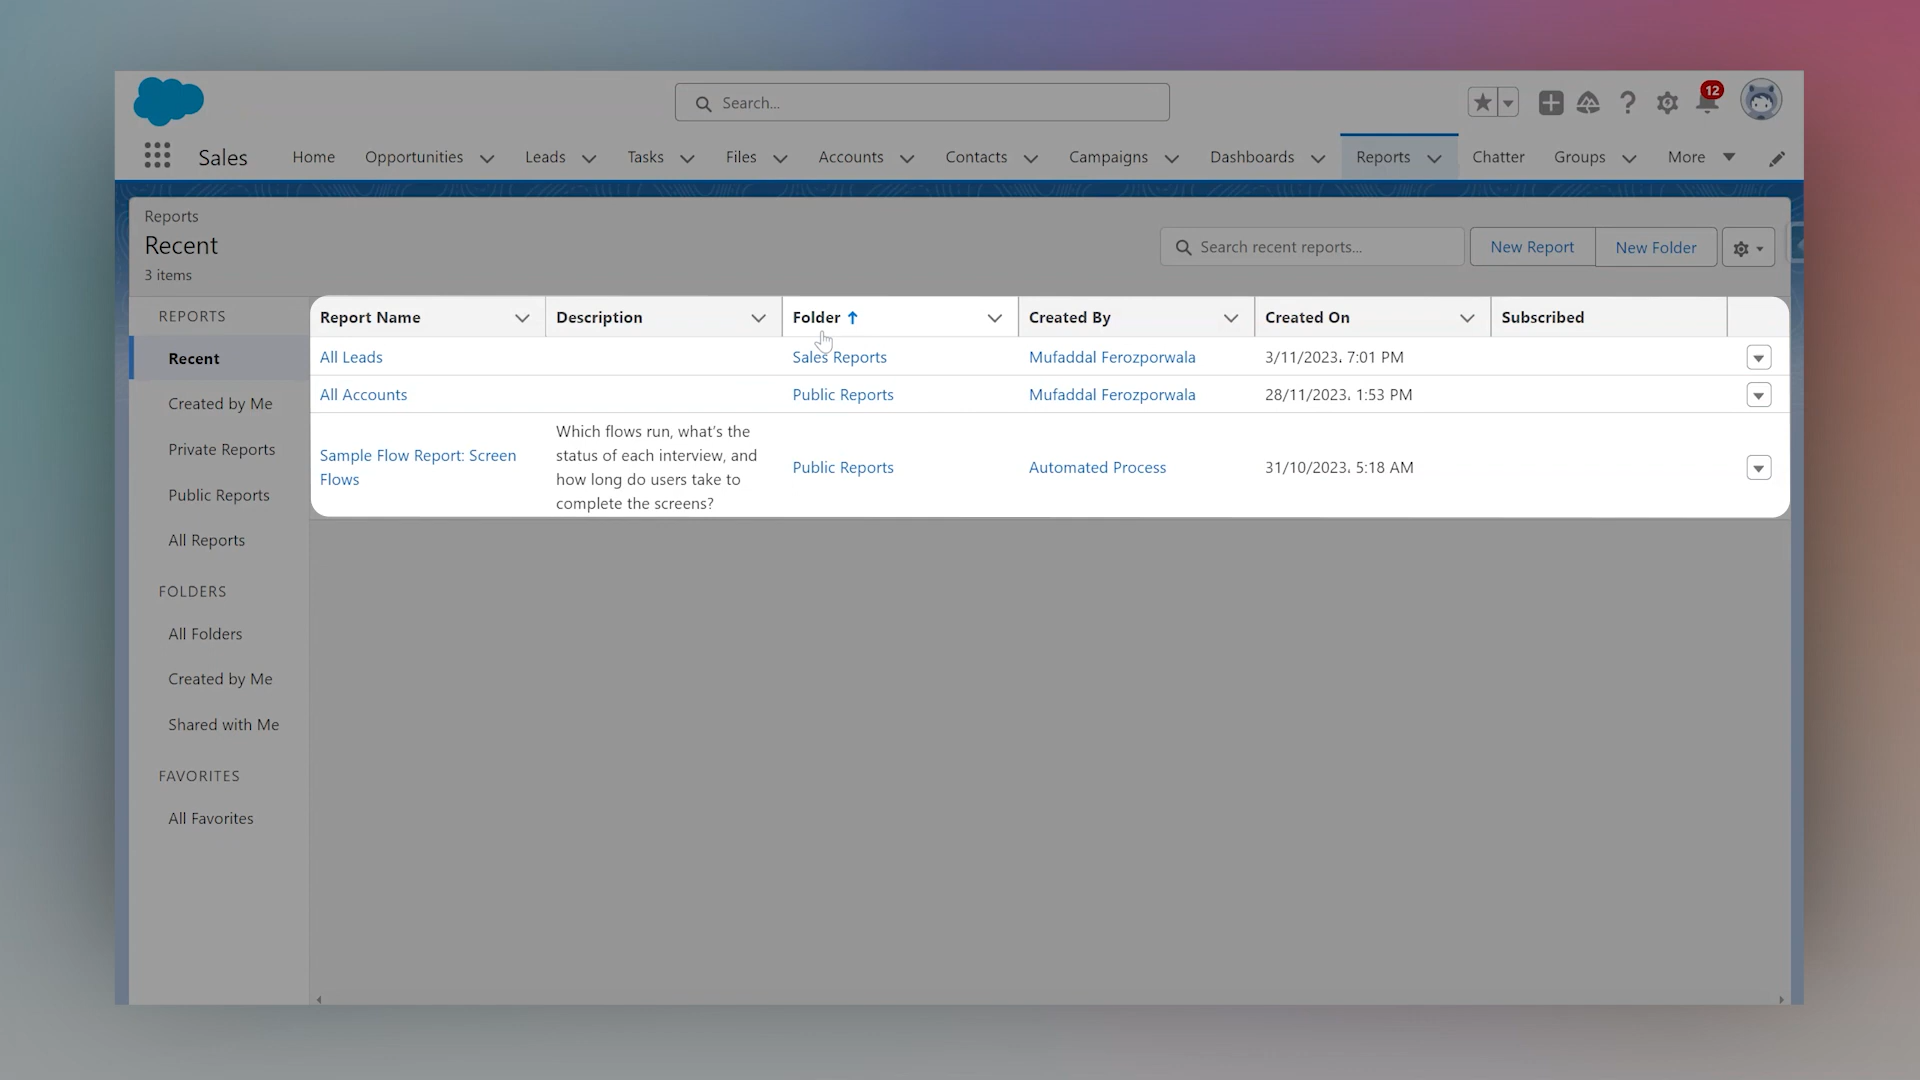 Search...
12
Sales
Home
Opportunities
Leads
Tasks
Files
Accounts
Contacts
Campaigns
Dashboards
Reports
Chatter
Groups
More
Reports
Recent
3 items
Search recent reports...
New Report
New Folder
REPORTS
Recent
Created by Me
Private Reports
Public Reports
All Reports
FOLDERS
All Folders
Created by Me
Shared with Me
FAVORITES
All Favorites
Report Name
Description
Folder ↑
Created By
Created On
Subscribed
All Leads
Sales Reports
Mufaddal Ferozporwala
3/11/2023، 7:01 PM
All Accounts
Public Reports
Mufaddal Ferozporwala
28/11/2023، 1:53 PM
Sample Flow Report: Screen
Flows
Which flows run, what's the
status of each interview, and
how long do users take to
complete the screens?
Public Reports
Automated Process
31/10/2023، 5:18 AM